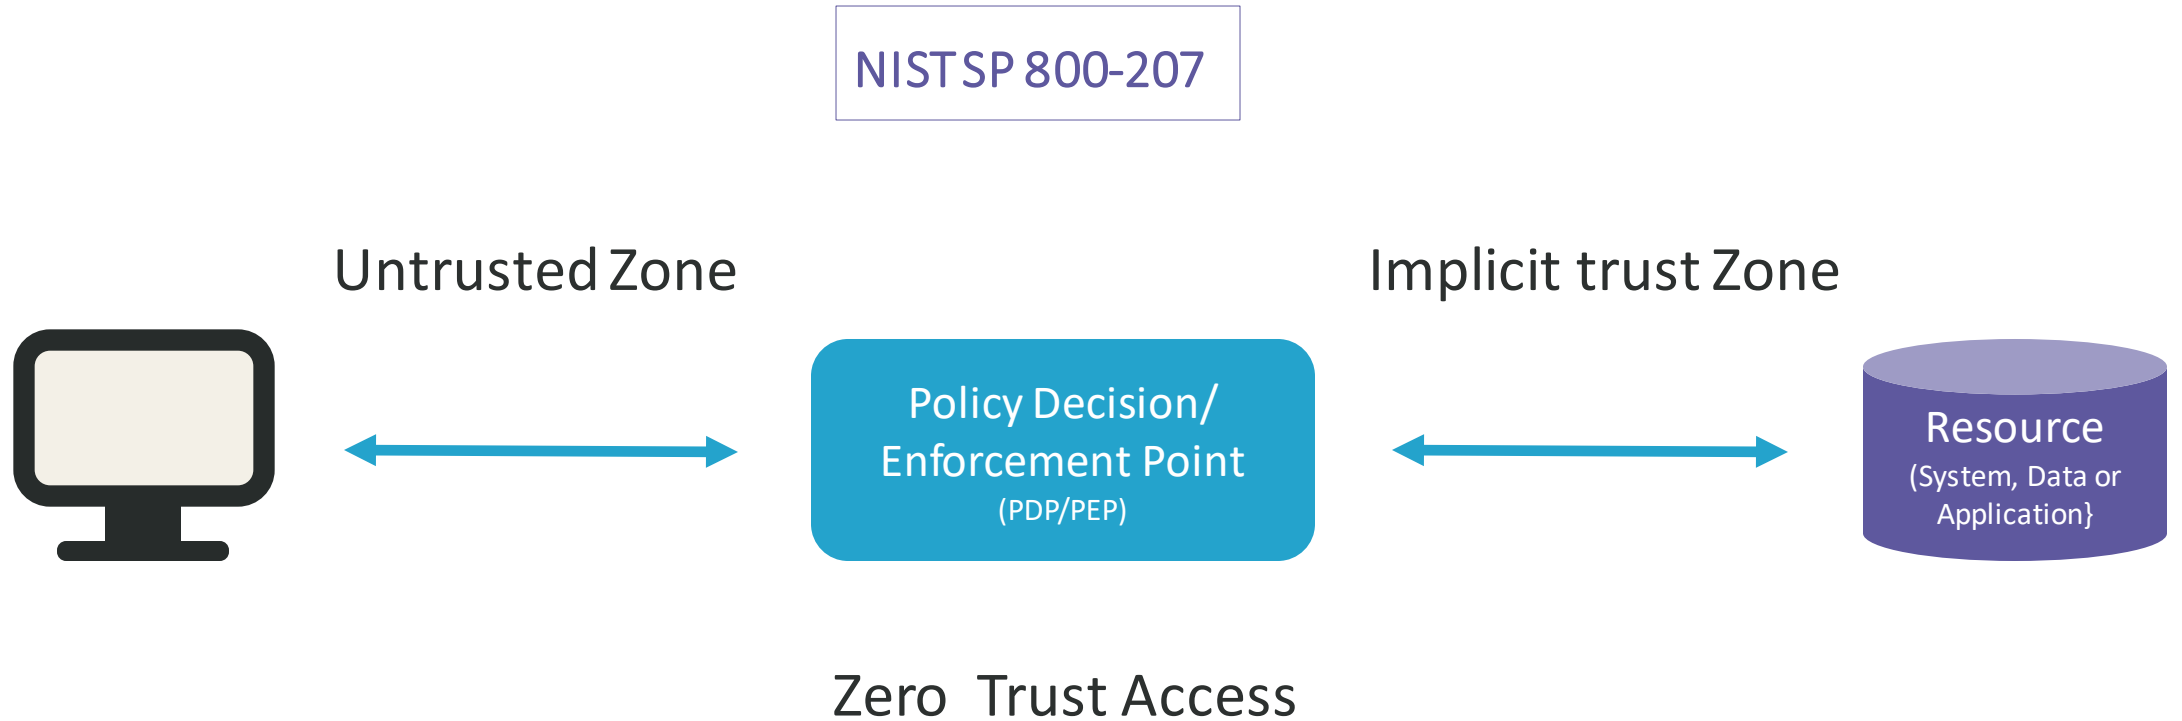 NIST SP 800-207
Untrusted Zone
Implicit trust Zone
Policy Decision/
Enforcement Point
(PDP/PEP)
Resource
(System, Data or
Application}
Zero Trust Access